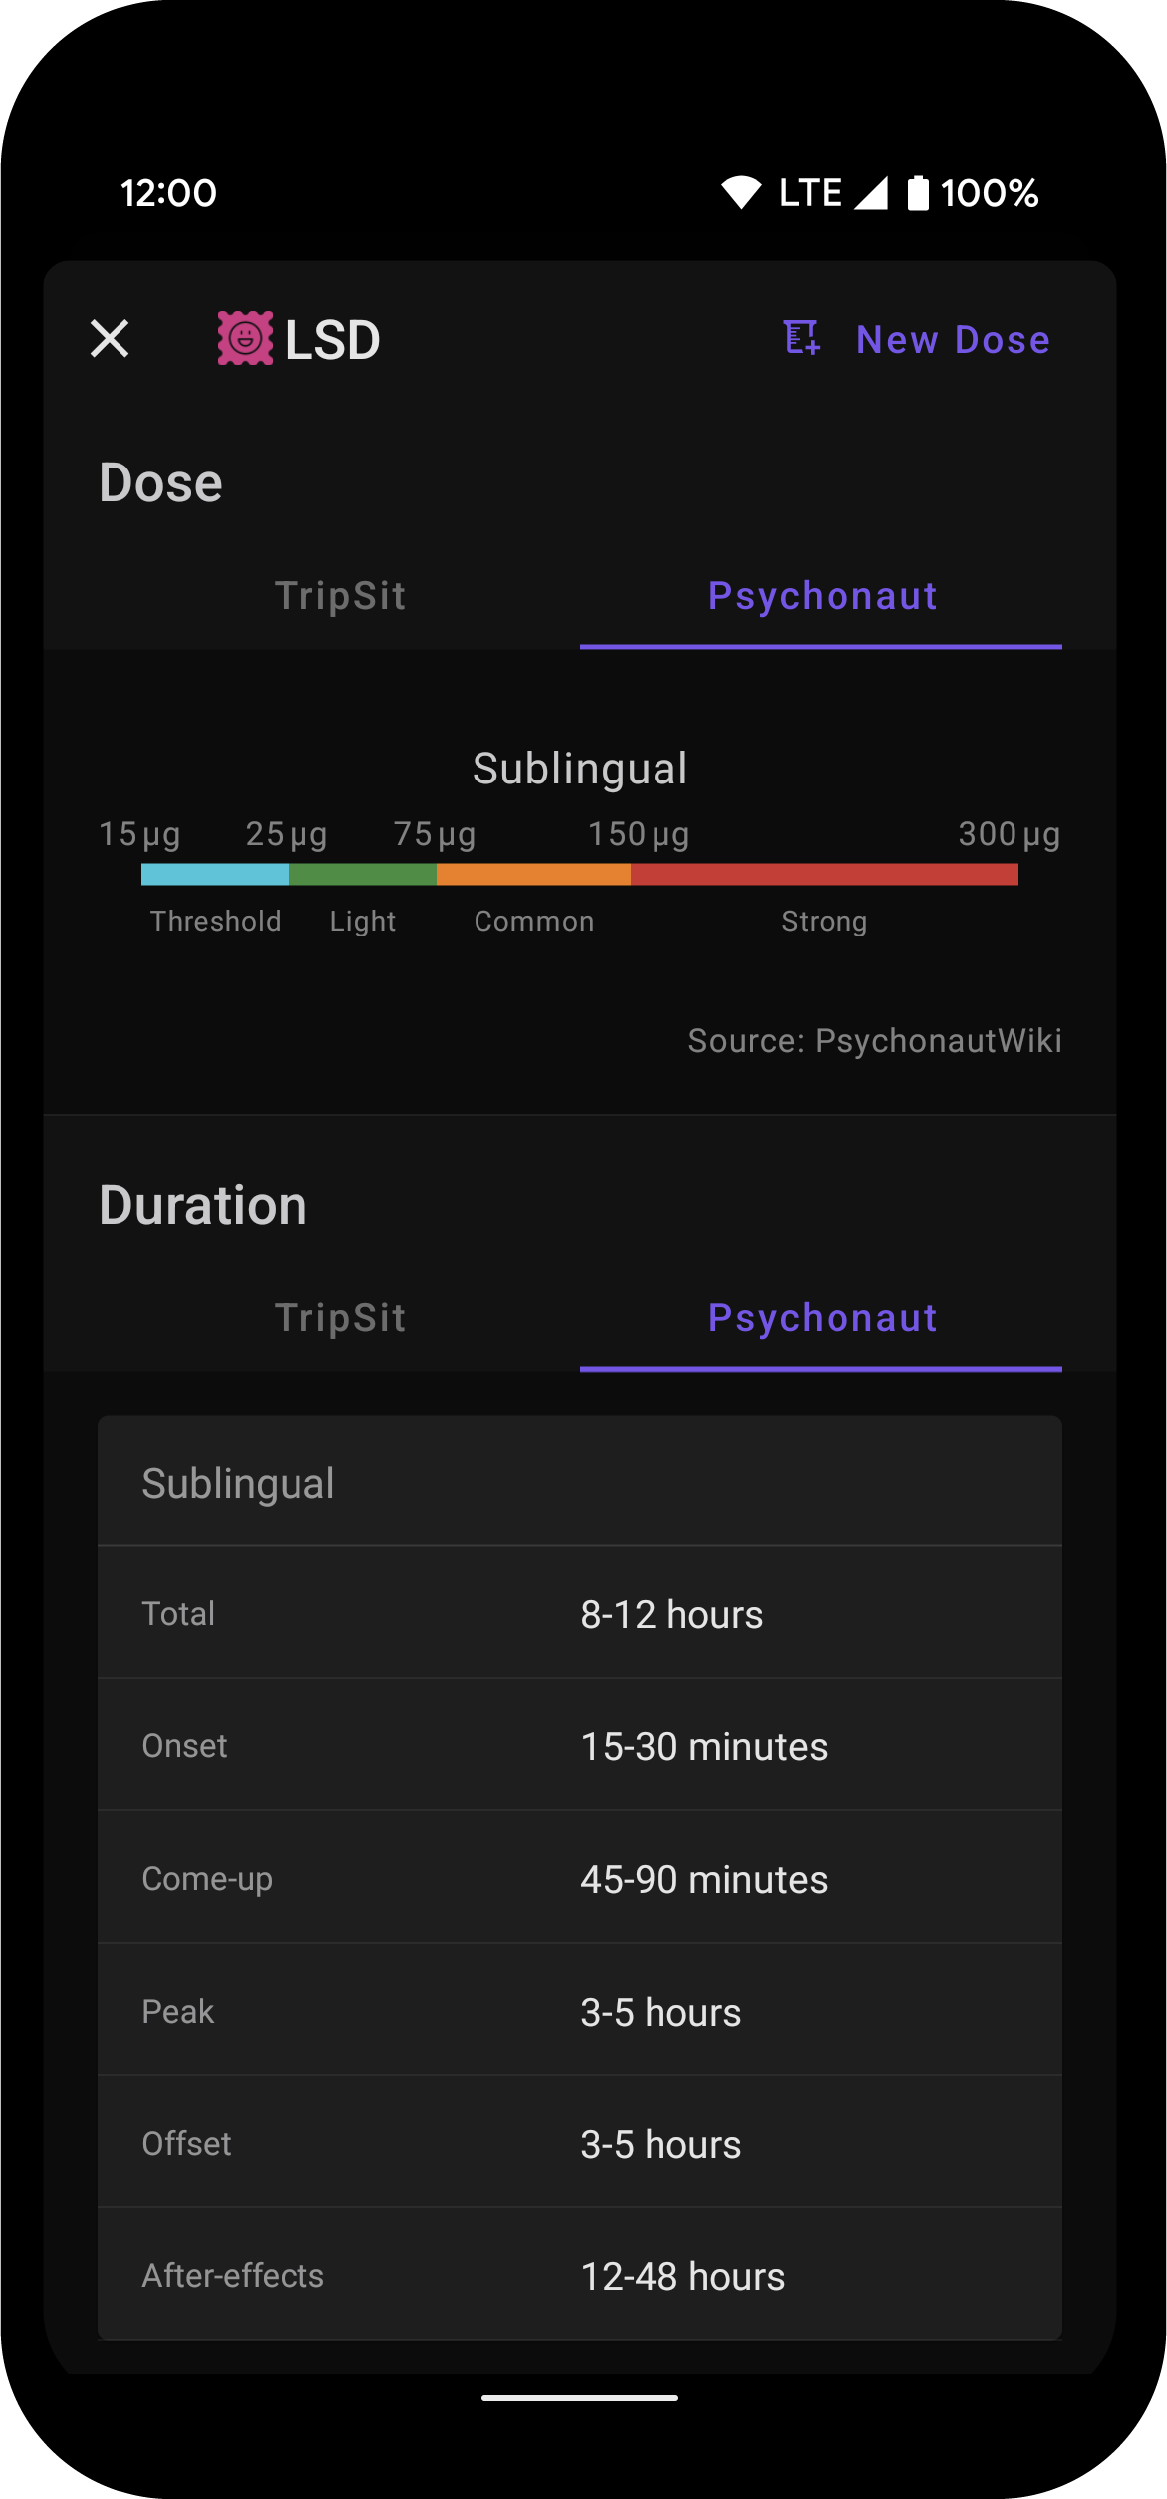 12:00 LTE 100%
LSD New Dose
Dose
TripSit Psychonaut
Sublingual
15 µg 25 µg 75 µg 150 µg 300 µg
Threshold Light Common Strong
Source: PsychonautWiki
Duration
TripSit Psychonaut
Sublingual
Total 8-12 hours
Onset 15-30 minutes
Come-up 45-90 minutes
Peak 3-5 hours
Offset 3-5 hours
After-effects 12-48 hours